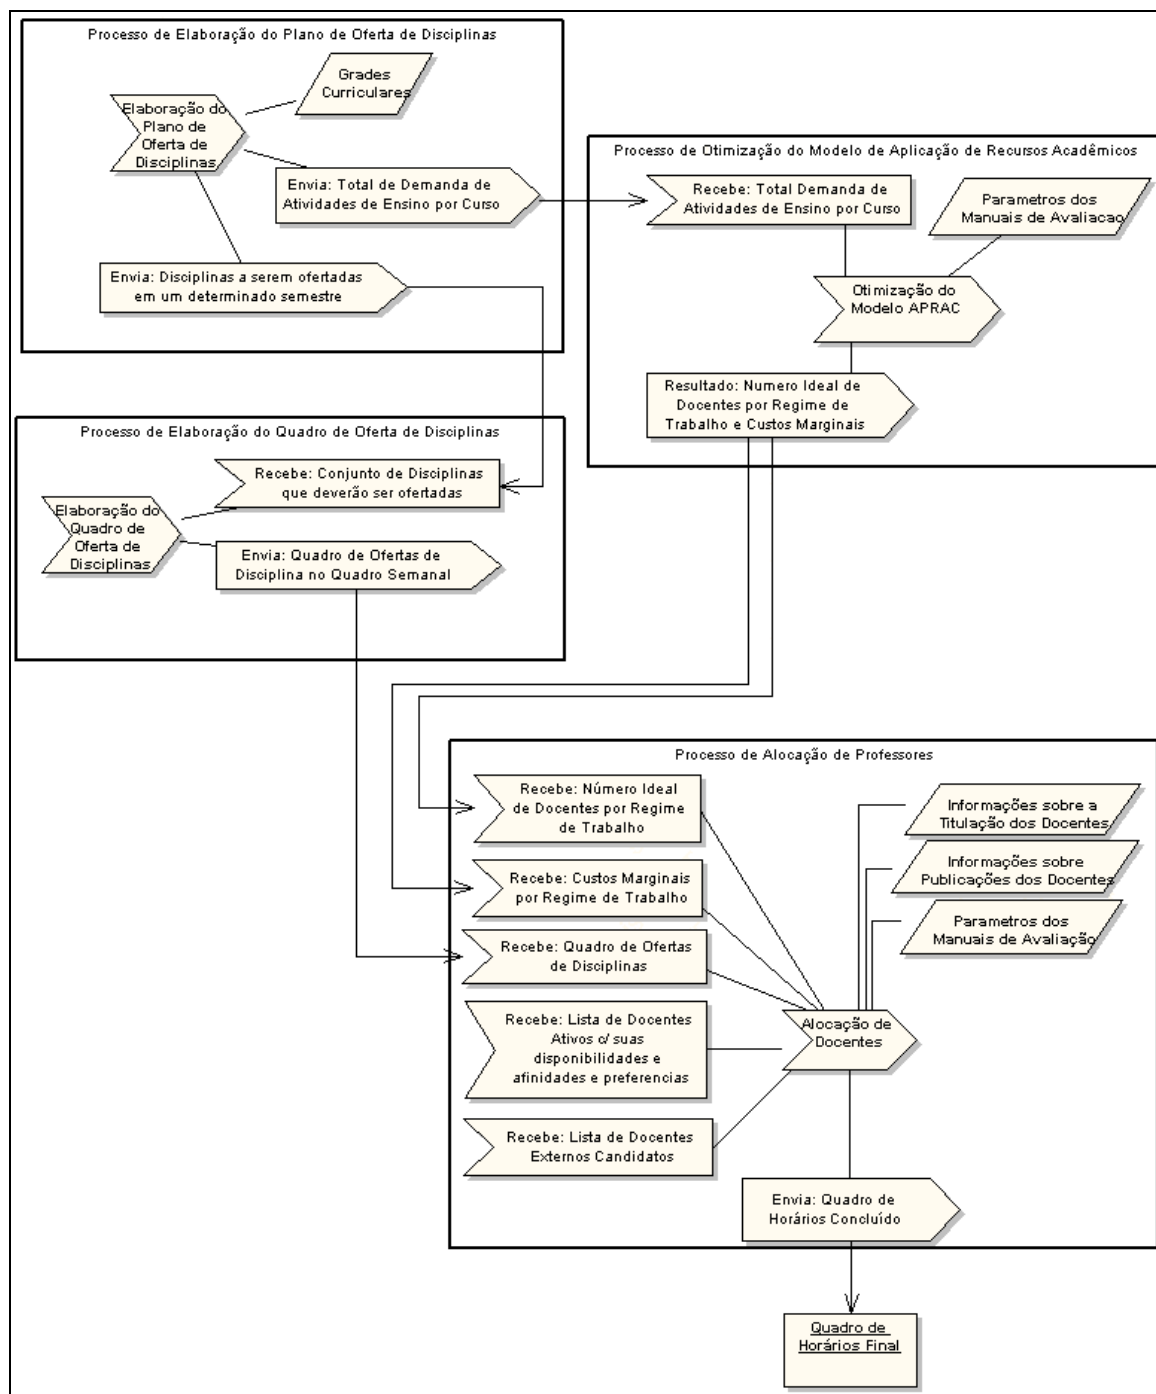 Processo de Elaboração do Plano de Oferta de Disciplinas
Grades
Curriculares
Elaboração do
Plano de
Oferta de
Disciplinas
Envia: Total de Demanda de
Atividades de Ensino por Curso
Envia: Disciplinas a serem ofertadas
em um determinado semestre
Processo de Otimização do Modelo de Aplicação de Recursos Acadêmicos
Recebe: Total Demanda de
Atividades de Ensino por Curso
Parametros dos
Manuais de Avaliacao
Otimização do
Modelo APRAC
Resultado: Numero Ideal de
Docentes por Regime de
Trabalho e Custos Marginais
Processo de Elaboração do Quadro de Oferta de Disciplinas
Recebe: Conjunto de Disciplinas
que deverão ser ofertadas
Elaboração do
Quadro de
Oferta de
Disciplinas
Envia: Quadro de Ofertas de
Disciplina no Quadro Semanal
Processo de Alocação de Professores
Recebe: Número Ideal
de Docentes por Regime
de Trabalho
Recebe: Custos Marginais
por Regime de Trabalho
Recebe: Quadro de Ofertas
de Disciplinas
Recebe: Lista de Docentes
Ativos c/ suas
disponibilidades e
afinidades e preferencias
Recebe: Lista de Docentes
Externos Candidatos
Informações sobre a
Titulação dos Docentes
Informações sobre
Publicações dos Docentes
Parametros dos
Manuais de Avaliação
Alocação de
Docentes
Envia: Quadro de
Horários Concluído
Quadro de
Horários Final